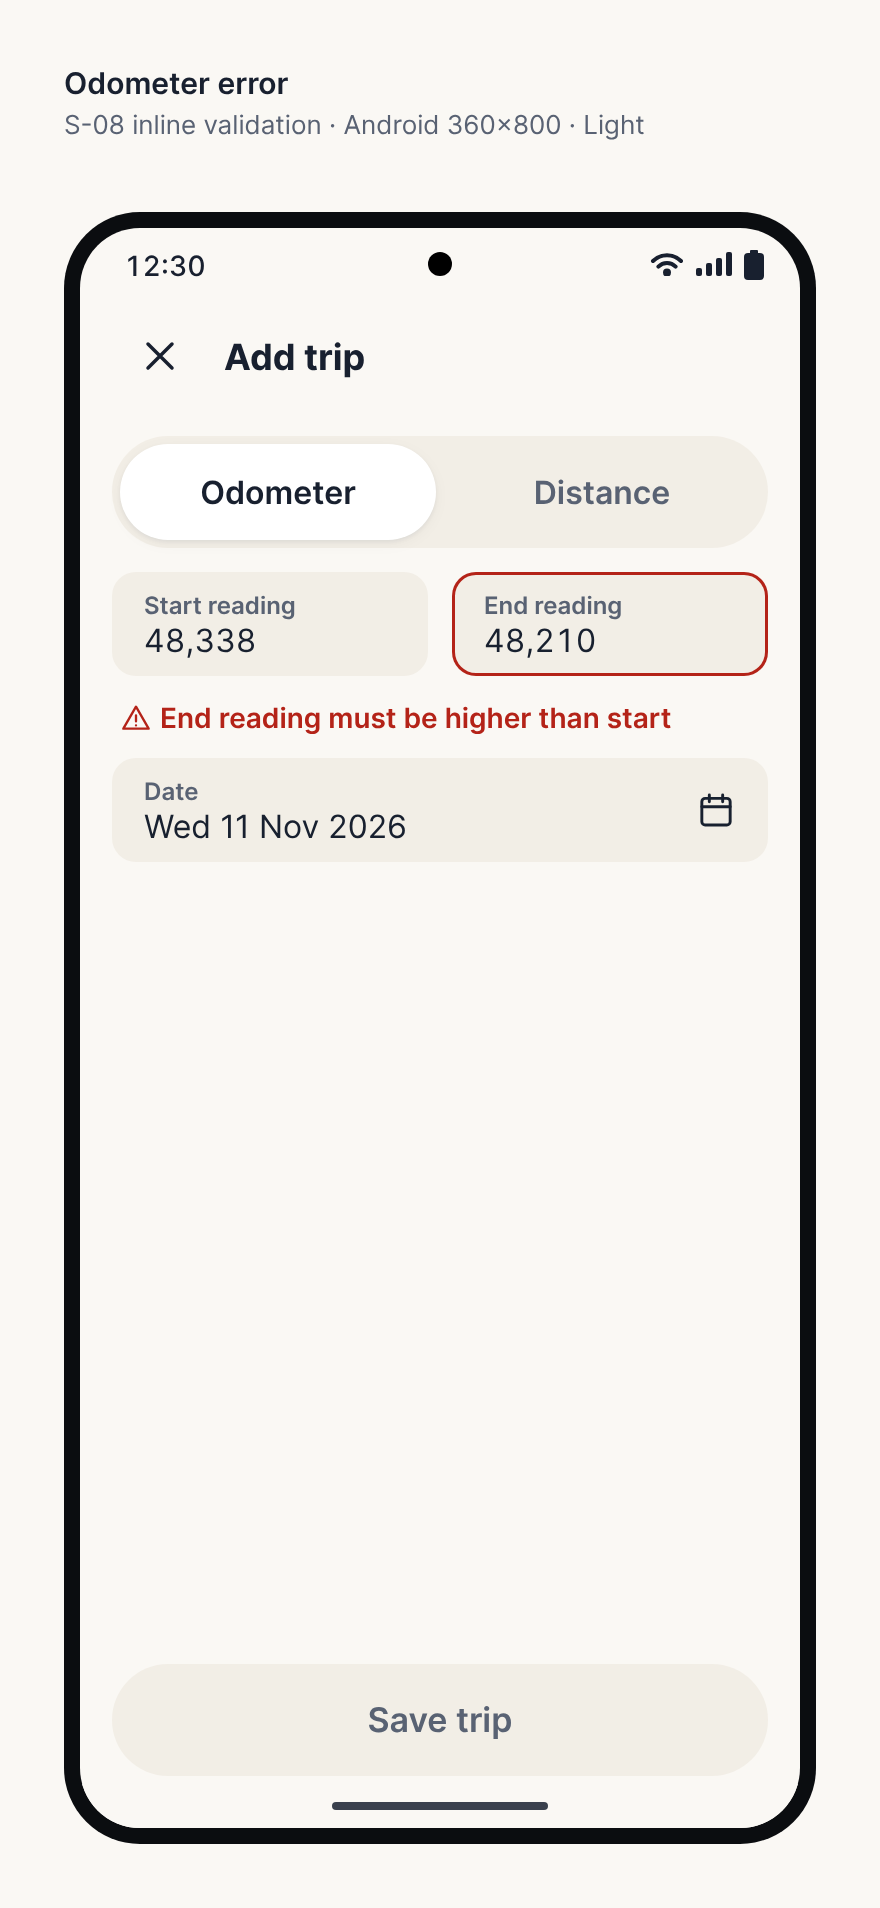 Odometer error
S-08 inline validation · Android 360×800 · Light
12:30
Add trip
Odometer
Distance
Start reading
48,338
End reading
48,210
End reading must be higher than start
Date
Wed 11 Nov 2026
Save trip